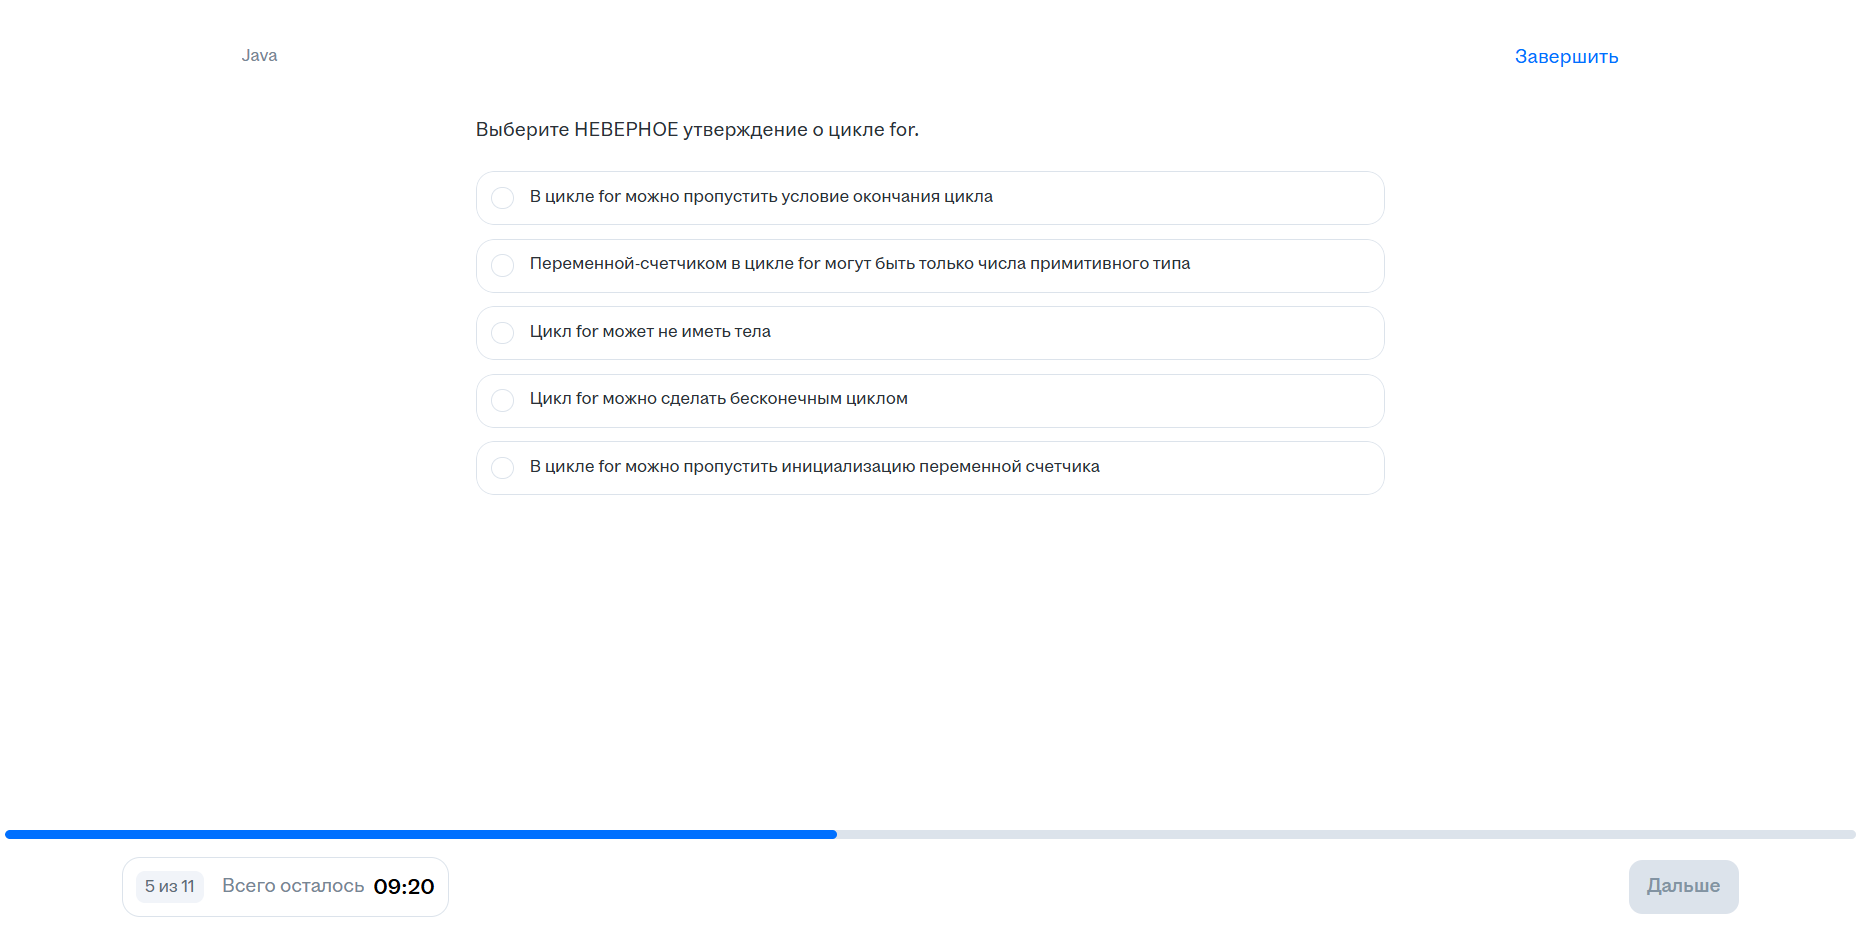 Java
Завершить
Выберите НЕВЕРНОЕ утверждение о цикле for.
В цикле for можно пропустить условие окончания цикла
Переменной-счетчиком в цикле for могут быть только числа примитивного типа
Цикл for может не иметь тела
Цикл for можно сделать бесконечным циклом
В цикле for можно пропустить инициализацию переменной счетчика
5 из 11 Всего осталось 09:20
Дальше